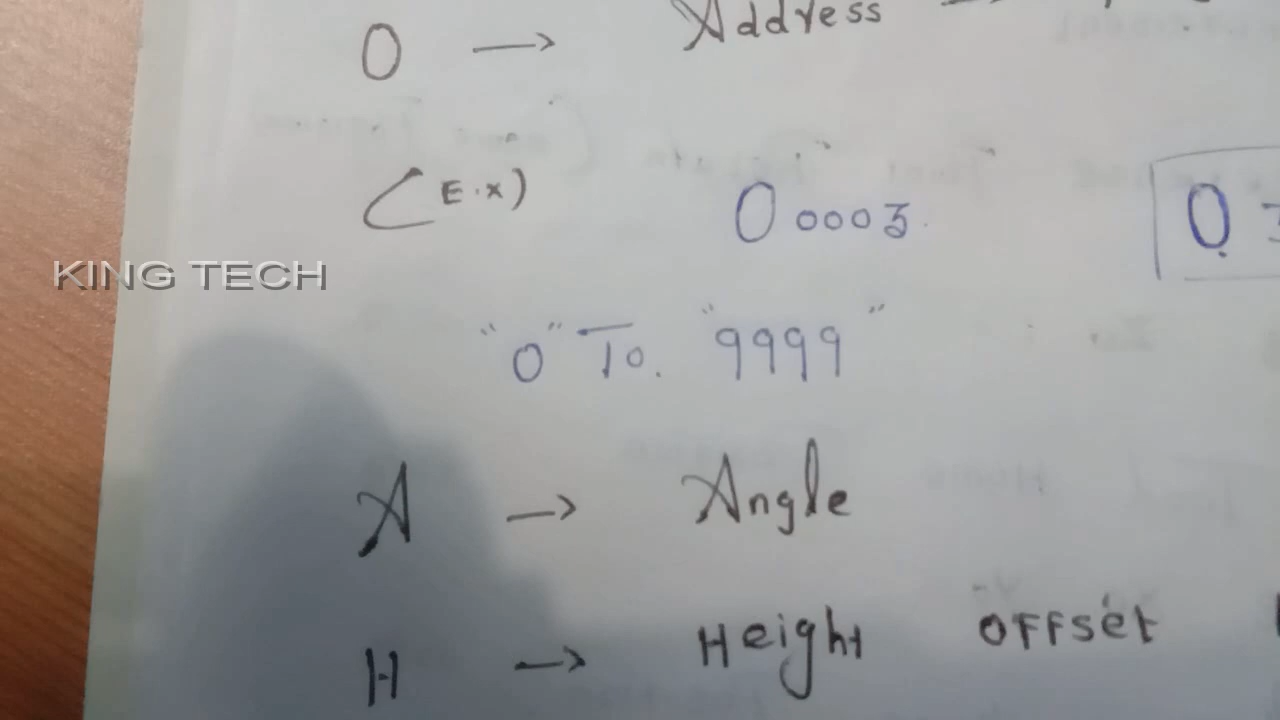 O → Address →
(E.x) O0003. O
KING TECH
"0" To. "9999"
A → Angle
H → Height offset